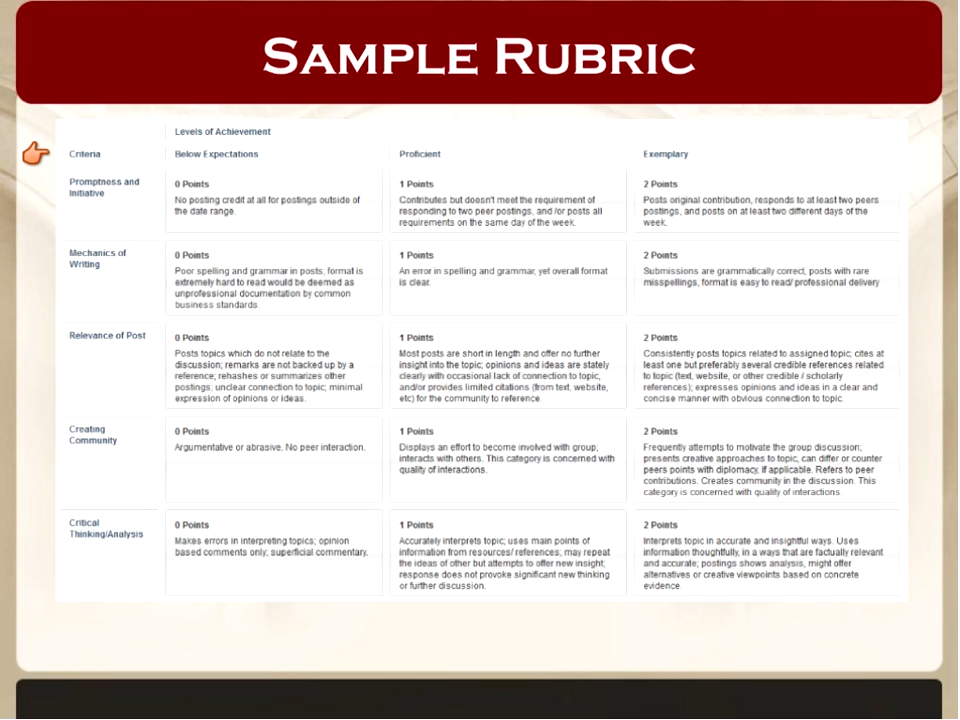 SAMPLE RUBRIC
Levels of Achievement
Criteria Below Expectations Proficient Exemplary
Promptness and
Initiative
0 Points
No posting credit at all for postings outside of
the date range.
1 Points
Contributes but doesn't meet the requirement of
responding to two peer postings, and /or posts all
requirements on the same day of the week.
2 Points
Posts original contribution, responds to at least two peers
postings, and posts on at least two different days of the
week.
Mechanics of
Writing
0 Points
Poor spelling and grammar in posts, format is
extremely hard to read would be deemed as
unprofessional documentation by common
business standards.
1 Points
An error in spelling and grammar, yet overall format
is clear.
2 Points
Submissions are grammatically correct, posts with rare
misspellings, format is easy to read/ professional delivery
Relevance of Post
0 Points
Posts topics which do not relate to the
discussion; remarks are not backed up by a
reference; rehashes or summarizes other
postings; unclear connection to topic; minimal
expression of opinions or ideas.
1 Points
Most posts are short in length and offer no further
insight into the topic; opinions and ideas are stately
clearly with occasional lack of connection to topic,
and/or provides limited citations (from text, website,
etc) for the community to reference.
2 Points
Consistently posts topics related to assigned topic; cites at
least one but preferably several credible references related
to topic (text, website, or other credible / scholarly
references); expresses opinions and ideas in a clear and
concise manner with obvious connection to topic.
Creating
Community
0 Points
Argumentative or abrasive. No peer interaction.
1 Points
Displays an effort to become involved with group;
interacts with others. This category is concerned with
quality of interactions.
2 Points
Frequently attempts to motivate the group discussion;
presents creative approaches to topic, can differ or counter
peers points with diplomacy, if applicable. Refers to peer
contributions. Creates community in the discussion. This
category is concerned with quality of interactions.
Critical
Thinking/Analysis
0 Points
Makes errors in interpreting topics; opinion
based comments only; superficial commentary.
1 Points
Accurately interprets topic; uses main points of
information from resources/ references; may repeat
the ideas of other but attempts to offer new insight;
response does not provoke significant new thinking
or further discussion.
2 Points
Interprets topic in accurate and insightful ways. Uses
information thoughtfully, in a ways that are factually relevant
and accurate; postings shows analysis, might offer
alternatives or creative viewpoints based on concrete
evidence.